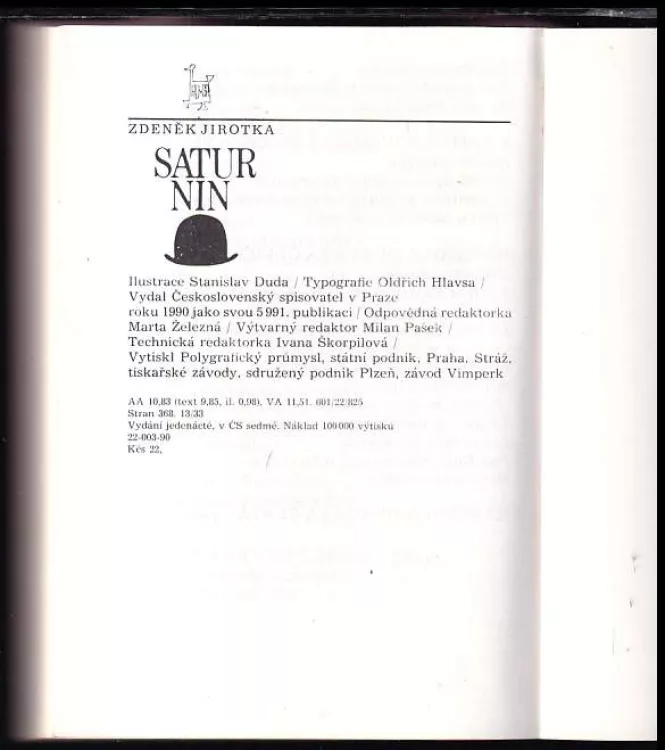 ZDENĚK JIROTKA
SATUR
NIN
Ilustrace Stanislav Duda / Typografie Oldřich Hlavsa /
Vydal Československý spisovatel v Praze
roku 1990 jako svou 5 991. publikaci / Odpovědná redaktorka
Marta Železná / Výtvarný redaktor Milan Pašek /
Technická redaktorka Ivana Škorpilová /
Vytiskl Polygrafický průmysl, státní podnik, Praha, Stráž,
tiskařské závody, sdružený podnik Plzeň, závod Vimperk
AA 10,83 (text 9,85, il. 0,98), VA 11,51. 601/22/825
Stran 368. 13/33
Vydání jedenácté, v ČS sedmé. Náklad 100 000 výtisků
22-003-90
Kčs 22,